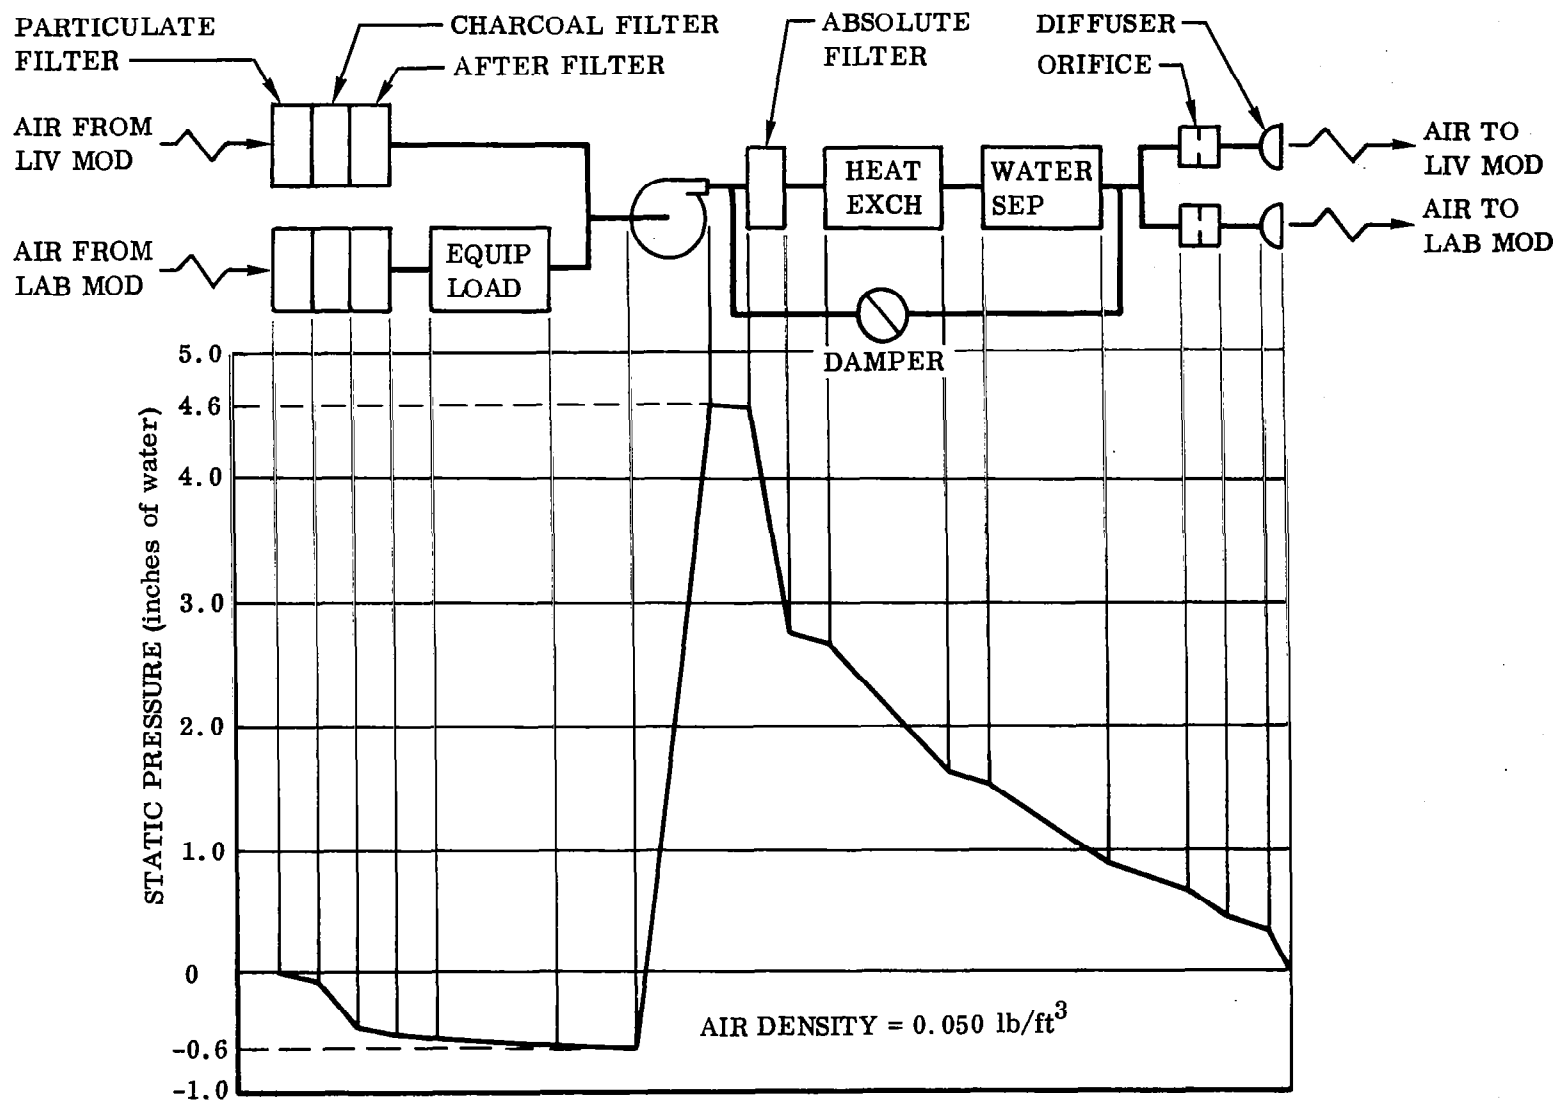 PARTICULATE
FILTER
CHARCOAL FILTER
AFTER FILTER
ABSOLUTE
FILTER
DIFFUSER
ORIFICE
AIR FROM
LIV MOD
AIR TO
LIV MOD
HEAT
EXCH
WATER
SEP
AIR FROM
LAB MOD
EQUIP
LOAD
AIR TO
LAB MOD
DAMPER
STATIC PRESSURE (inches of water)
5.0
4.6
4.0
3.0
2.0
1.0
0
-0.6
-1.0
AIR DENSITY = 0.050 lb/ft³